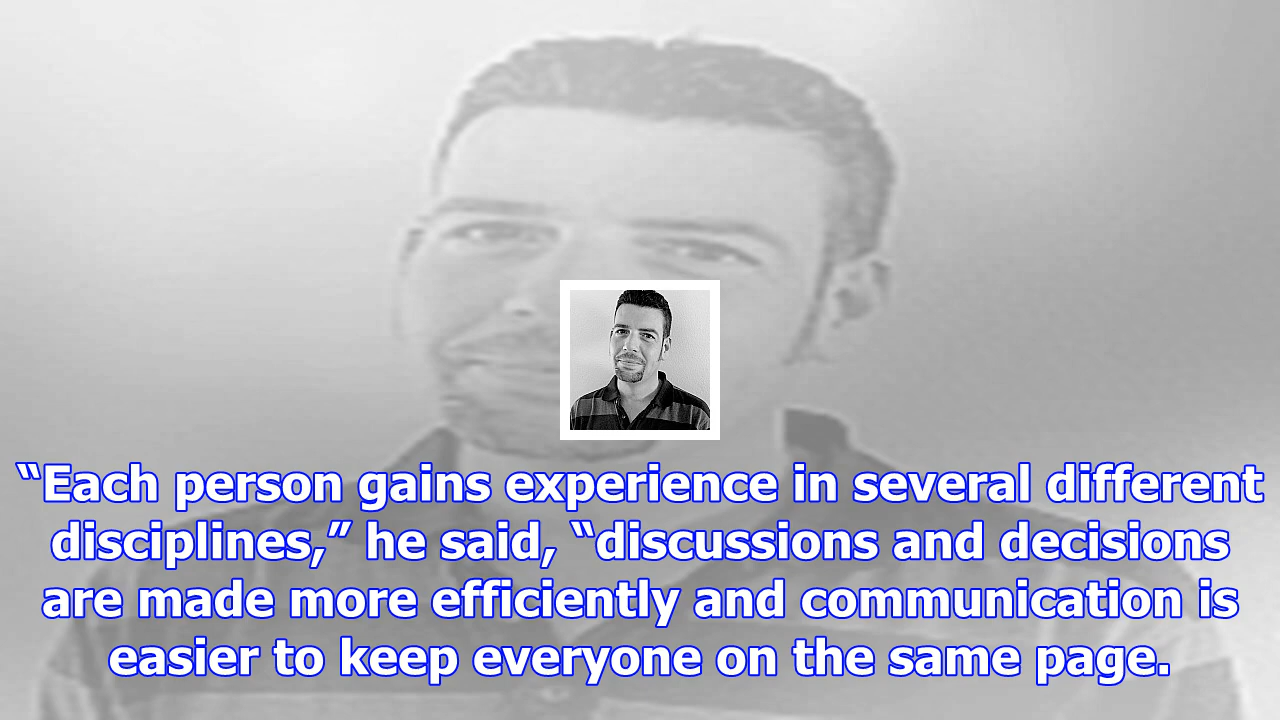 “Each person gains experience in several different
disciplines,” he said, “discussions and decisions
are made more efficiently and communication is
easier to keep everyone on the same page.